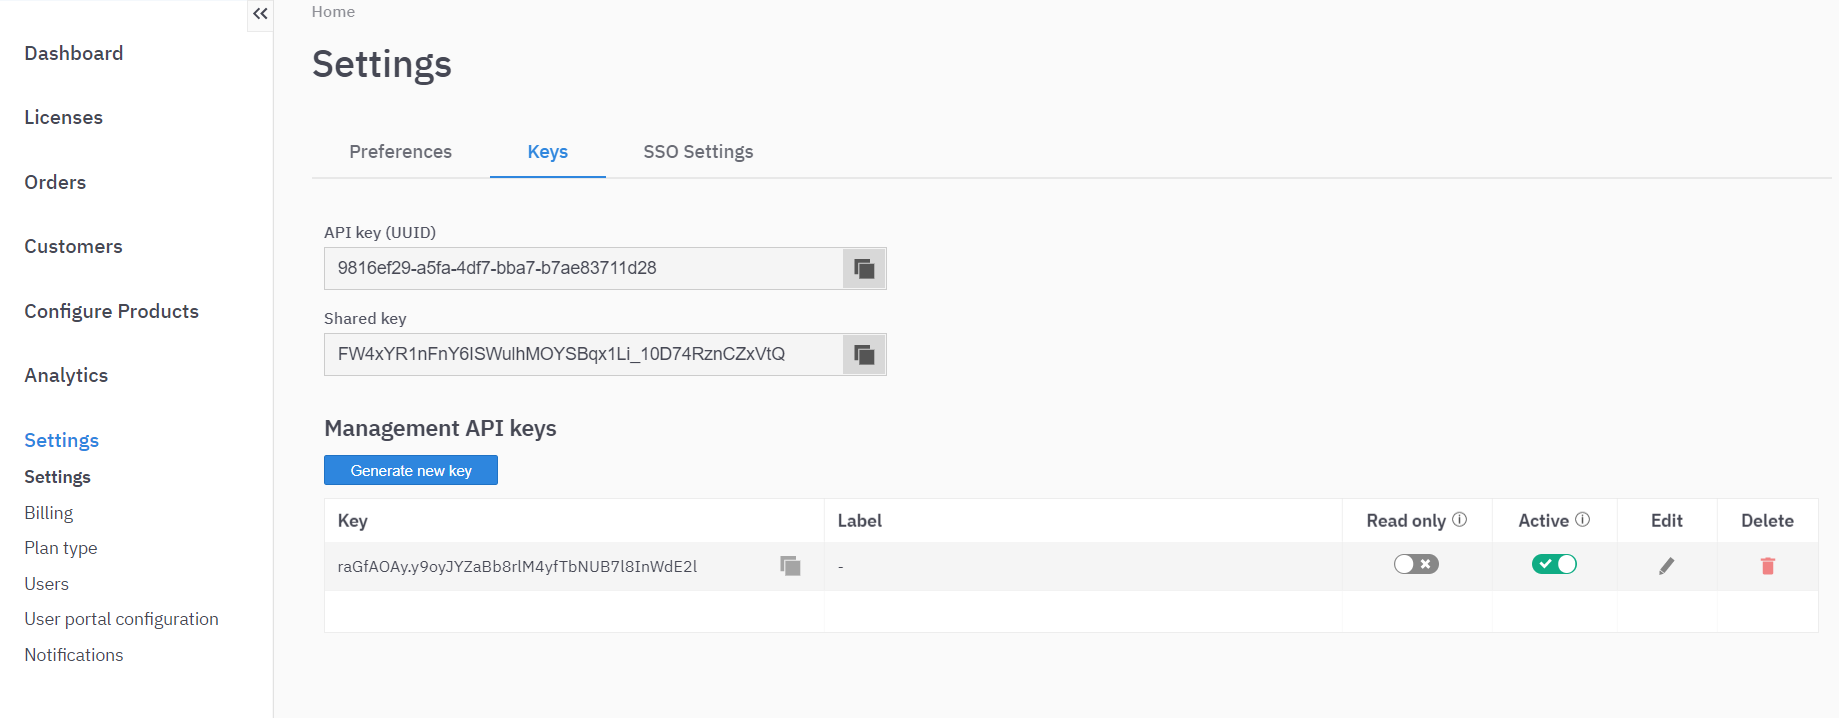 Home
Settings
Dashboard
Licenses
Orders
Customers
Configure Products
Analytics
Settings
Settings
Billing
Plan type
Users
User portal configuration
Notifications
Preferences Keys SSO Settings
API key (UUID)
9816ef29-a5fa-4df7-bba7-b7ae83711d28
Shared key
FW4xYR1nFnY6ISWulhMOYSBqx1Li_10D74RznCZxVtQ
Management API keys
Generate new key
Key Label Read only Active Edit Delete
raGfAOAy.y9oyJYZaBb8rlM4yfTbNUB7l8InWdE2l -